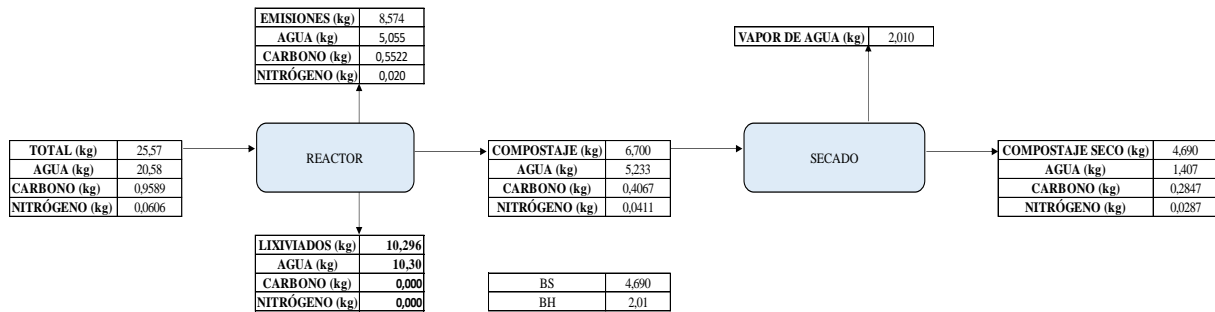 EMISIONES (kg) 8,574
AGUA (kg) 5,055
CARBONO (kg) 0,5522
NITRÓGENO (kg) 0,020
VAPOR DE AGUA (kg) 2,010
TOTAL (kg) 25,57
AGUA (kg) 20,58
CARBONO (kg) 0,9589
NITRÓGENO (kg) 0,0606
REACTOR
COMPOSTAJE (kg) 6,700
AGUA (kg) 5,233
CARBONO (kg) 0,4067
NITRÓGENO (kg) 0,0411
SECADO
COMPOSTAJE SECO (kg) 4,690
AGUA (kg) 1,407
CARBONO (kg) 0,2847
NITRÓGENO (kg) 0,0287
LIXIVIADOS (kg) 10,296
AGUA (kg) 10,30
CARBONO (kg) 0,000
NITRÓGENO (kg) 0,000
BS 4,690
BH 2,01